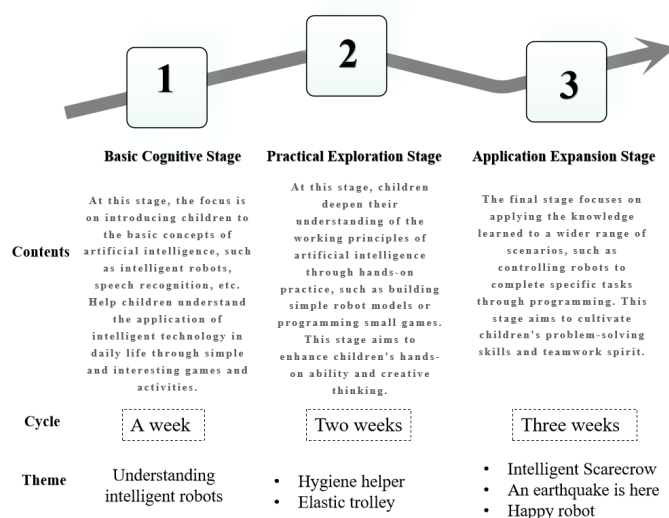 1
2
3
Basic Cognitive Stage
Practical Exploration Stage
Application Expansion Stage
Contents
At this stage, the focus is
on introducing children to
the basic concepts of
artificial intelligence, such
as intelligent robots,
speech recognition, etc.
Help children understand
the application of
intelligent technology in
daily life through simple
and interesting games and
activities.
At this stage, children
deepen their
understanding of the
working principles of
artificial intelligence
through hands-on
practice, such as building
simple robot models or
programming small games.
This stage aims to
enhance children's hands-
on ability and creative
thinking.
The final stage focuses on
applying the knowledge
learned to a wider range of
scenarios, such as
controlling robots to
complete specific tasks
through programming. This
stage aims to cultivate
children's problem-solving
skills and teamwork spirit.
Cycle
A week
Two weeks
Three weeks
Theme
Understanding
intelligent robots
• Hygiene helper
• Elastic trolley
• Intelligent Scarecrow
• An earthquake is here
• Happy robot